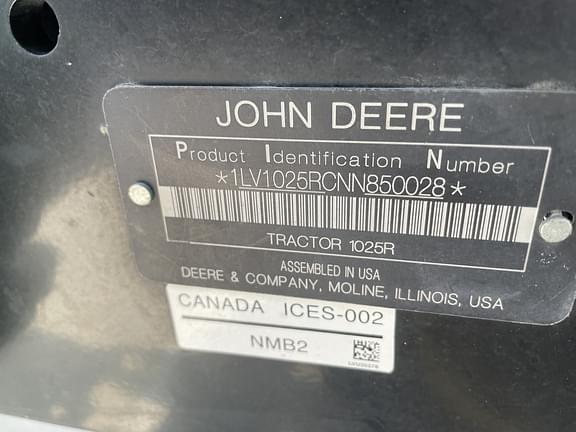 JOHN DEERE
Product Identification Number
*1LV1025RCNN850028*
TRACTOR 1025R
ASSEMBLED IN USA
DEERE & COMPANY, MOLINE, ILLINOIS, USA
CANADA ICES-002
NMB2